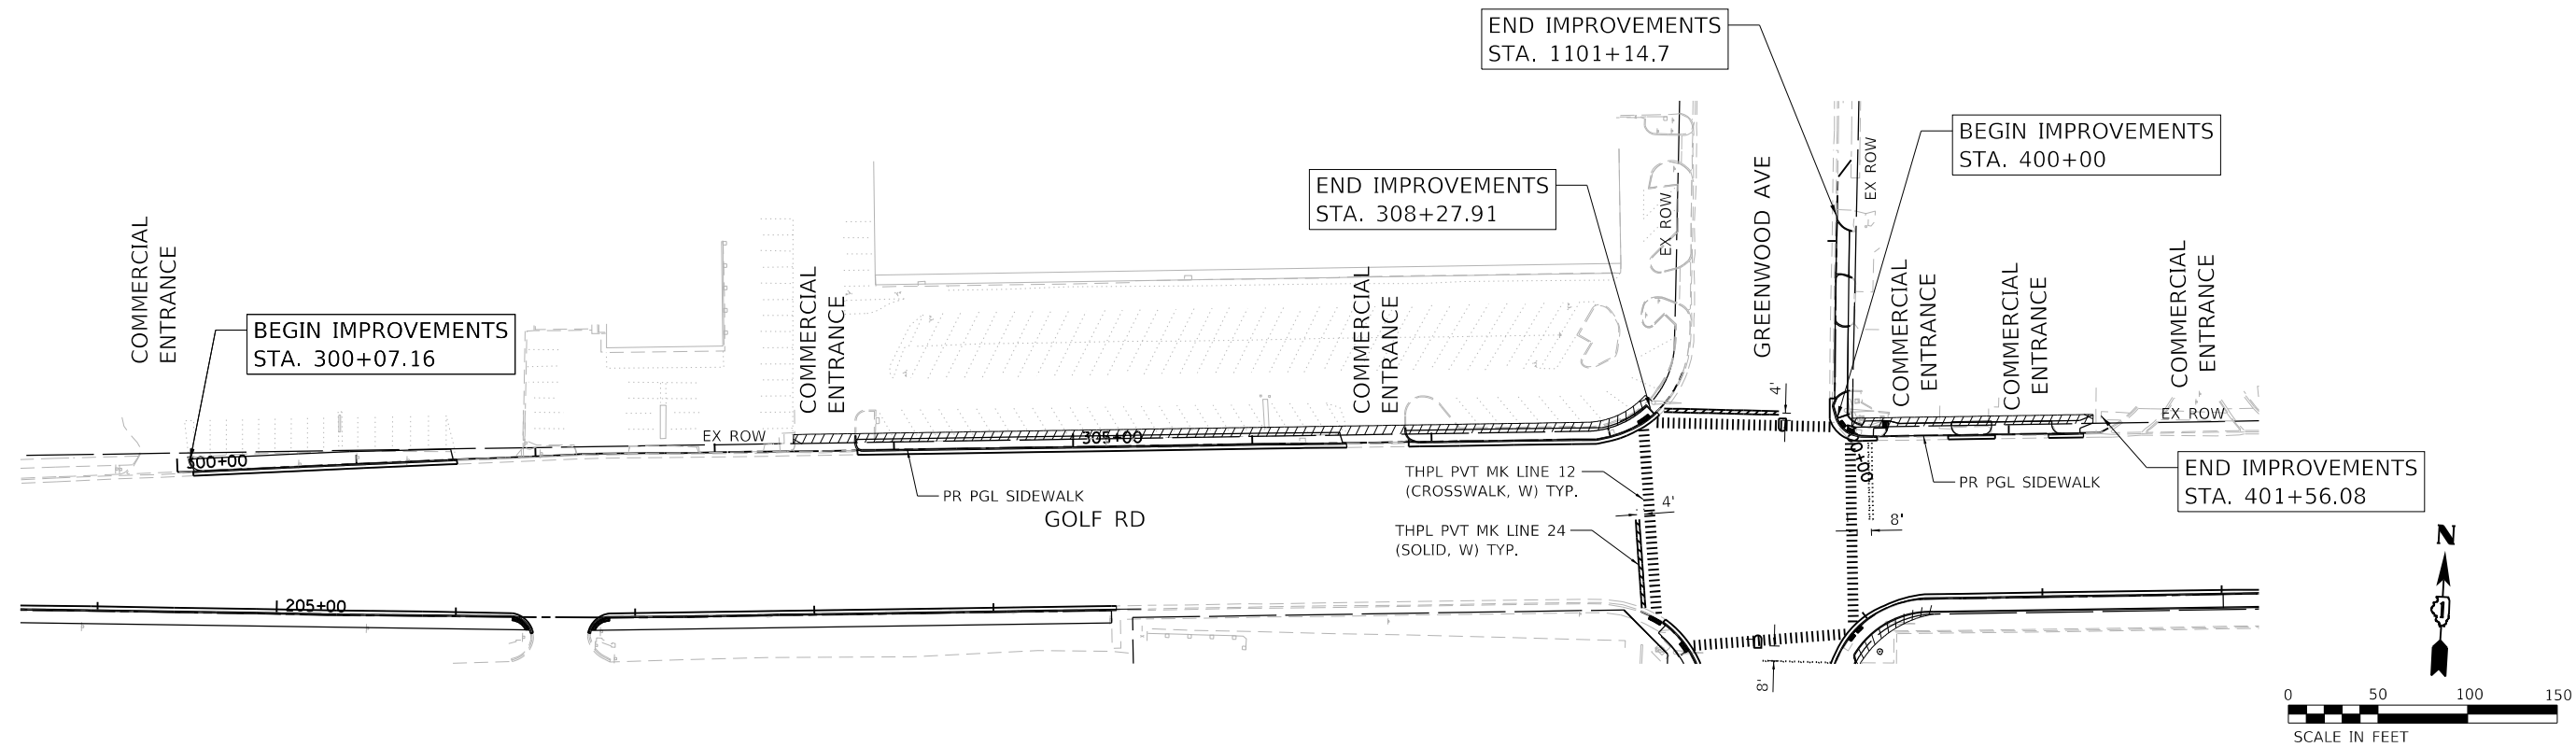 END IMPROVEMENTS
STA. 1101+14.7
BEGIN IMPROVEMENTS
STA. 400+00
END IMPROVEMENTS
STA. 308+27.91
EX ROW
GREENWOOD AVE
EX ROW
COMMERCIAL
ENTRANCE
BEGIN IMPROVEMENTS
STA. 300+07.16
COMMERCIAL
ENTRANCE
COMMERCIAL
ENTRANCE
COMMERCIAL
ENTRANCE
COMMERCIAL
ENTRANCE
COMMERCIAL
ENTRANCE
4'
EX ROW
EX ROW
300+00
305+00
END IMPROVEMENTS
STA. 401+56.08
PR PGL SIDEWALK
GOLF RD
THPL PVT MK LINE 12
(CROSSWALK, W) TYP.
4'
THPL PVT MK LINE 24
(SOLID, W) TYP.
PR PGL SIDEWALK
8'
N
205+00
8'
0 50 100 150
SCALE IN FEET